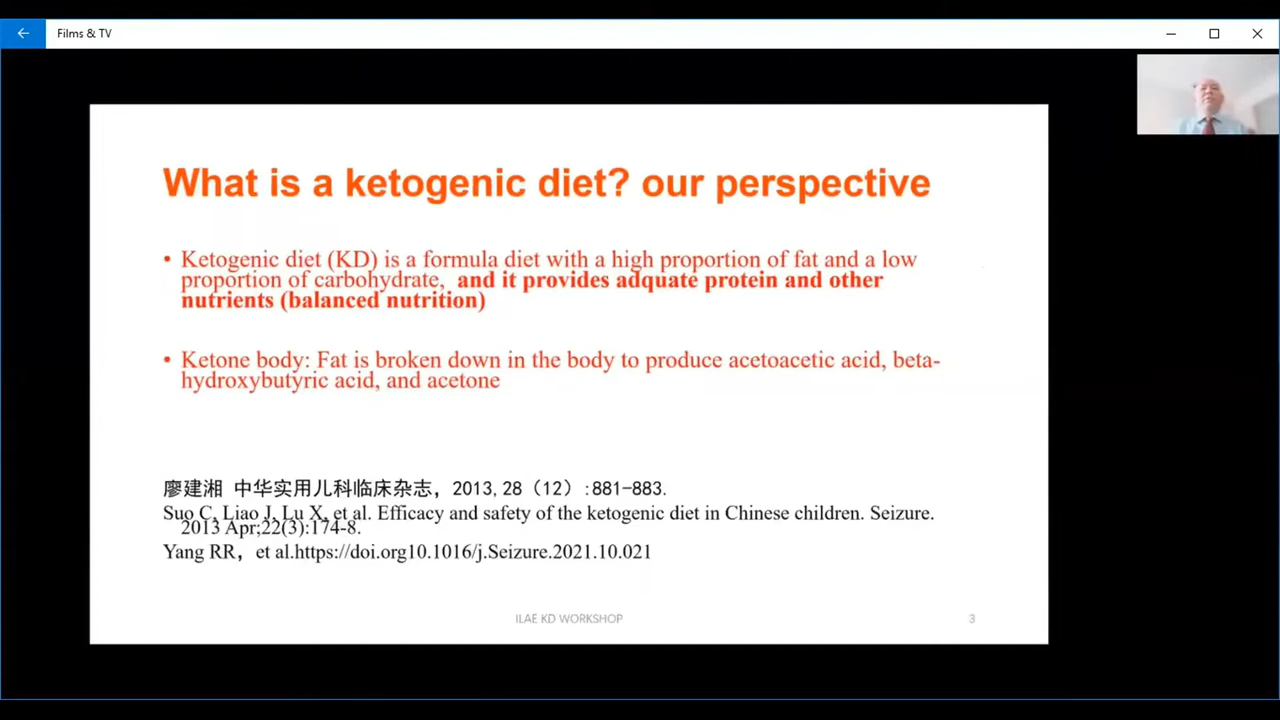 Films & TV
What is a ketogenic diet? our perspective
• Ketogenic diet (KD) is a formula diet with a high proportion of fat and a low
proportion of carbohydrate, and it provides adquate protein and other
nutrients (balanced nutrition)
• Ketone body: Fat is broken down in the body to produce acetoacetic acid, beta-
hydroxybutyric acid, and acetone
廖建湘 中华实用儿科临床杂志，2013,28（12）:881-883.
Suo C, Liao J, Lu X, et al. Efficacy and safety of the ketogenic diet in Chinese children. Seizure.
2013 Apr;22(3):174-8.
Yang RR，et al.https://doi.org10.1016/j.Seizure.2021.10.021
ILAE KD WORKSHOP
3